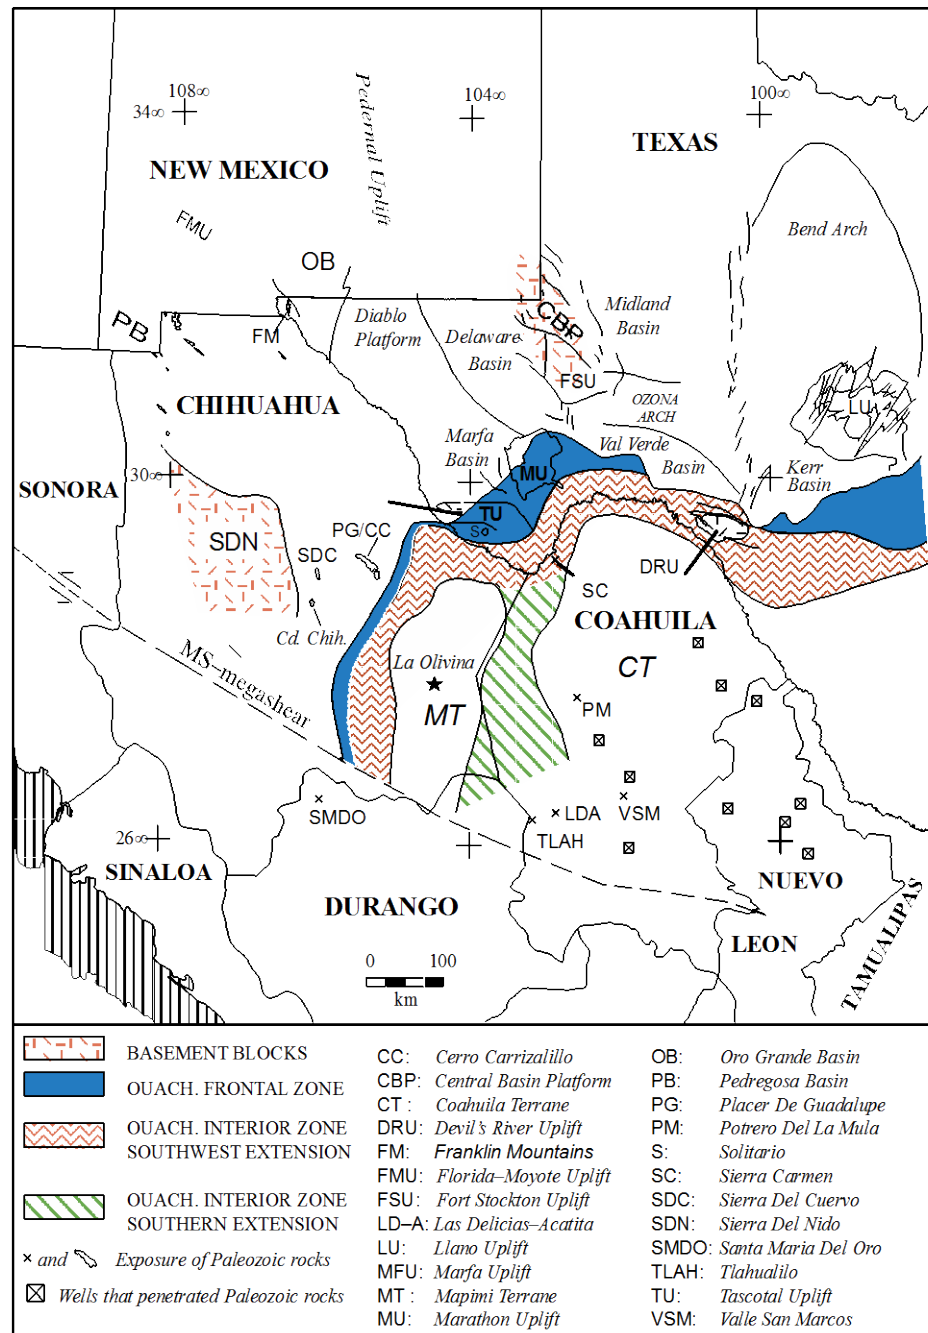 108∞
104∞
100∞
34∞
Pedernal Uplift
TEXAS
NEW MEXICO
FMU
Bend Arch
OB
PB
FM
Diablo
Platform
Delaware
Basin
CBP
Midland
Basin
FSU
OZONA
ARCH
LU
CHIHUAHUA
Marfa
Basin
Val Verde
Basin
Kerr
Basin
30∞
SONORA
MU
TU
S
SDN
PG/CC
SDC
DRU
SC
COAHUILA
Cd. Chih.
La Olivina
CT
MS–megashear
MT
PM
SMDO
LDA
VSM
TLAH
26∞
SINALOA
NUEVO
DURANGO
LEON
TAMUALIPAS
0 100
km
BASEMENT BLOCKS
OUACH. FRONTAL ZONE
OUACH. INTERIOR ZONE
SOUTHWEST EXTENSION
OUACH. INTERIOR ZONE
SOUTHERN EXTENSION
× and Exposure of Paleozoic rocks
Wells that penetrated Paleozoic rocks
CC: Cerro Carrizalillo
CBP: Central Basin Platform
CT : Coahuila Terrane
DRU: Devil's River Uplift
FM: Franklin Mountains
FMU: Florida–Moyote Uplift
FSU: Fort Stockton Uplift
LD–A: Las Delicias–Acatita
LU: Llano Uplift
MFU: Marfa Uplift
MT : Mapimi Terrane
MU: Marathon Uplift
OB: Oro Grande Basin
PB: Pedregosa Basin
PG: Placer De Guadalupe
PM: Potrero Del La Mula
S: Solitario
SC: Sierra Carmen
SDC: Sierra Del Cuervo
SDN: Sierra Del Nido
SMDO: Santa Maria Del Oro
TLAH: Tlahualilo
TU: Tascotal Uplift
VSM: Valle San Marcos